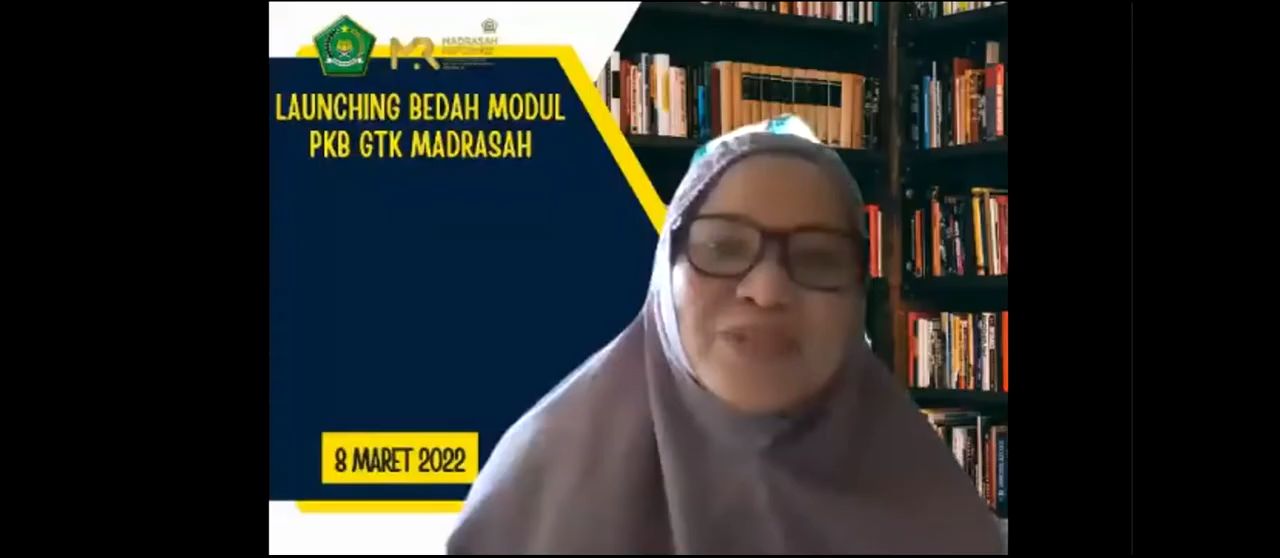 MADRASAH
LAUNCHING BEDAH MODUL
PKB GTK MADRASAH
8 MARET 2022